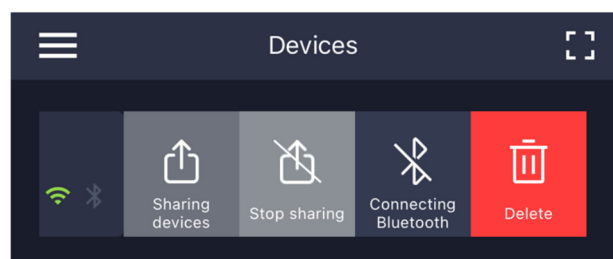 Devices
Sharing
devices
Stop sharing
Connecting
Bluetooth
Delete